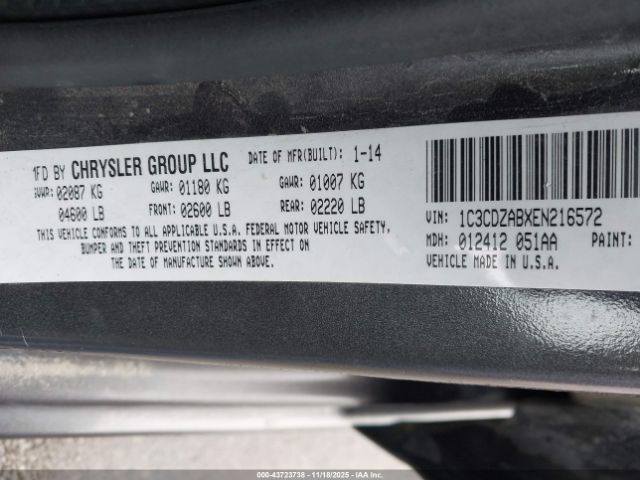 1FD BY CHRYSLER GROUP LLC DATE OF MFR(BUILT): 1-14
GVWR: 02087 KG GAWR: 01180 KG GAWR: 01007 KG
04600 LB FRONT: 02600 LB REAR: 02220 LB
THIS VEHICLE CONFORMS TO ALL APPLICABLE U.S.A. FEDERAL MOTOR VEHICLE SAFETY,
BUMPER AND THEFT PREVENTION STANDARDS IN EFFECT ON
THE DATE OF MANUFACTURE SHOWN ABOVE.
VIN: 1C3CDZABXEN216572
MDH: 012412 051AA PAINT:
VEHICLE MADE IN U.S.A.
000-43723738 - 11/18/2025 - IAA Inc.